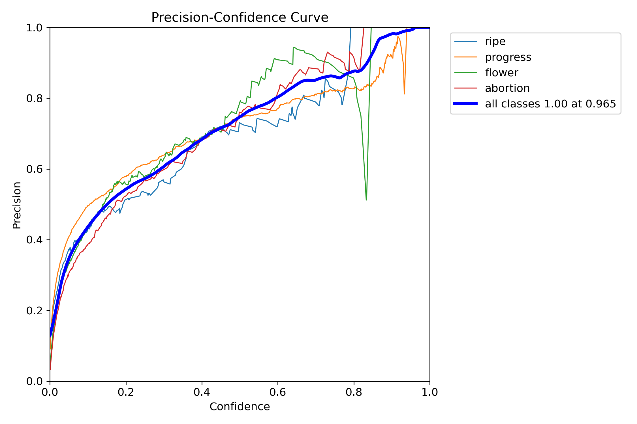 Precision-Confidence Curve
1.0
0.8
0.6
0.4
0.2
0.0
Precision
0.0 0.2 0.4 0.6 0.8 1.0
Confidence
ripe
progress
flower
abortion
all classes 1.00 at 0.965